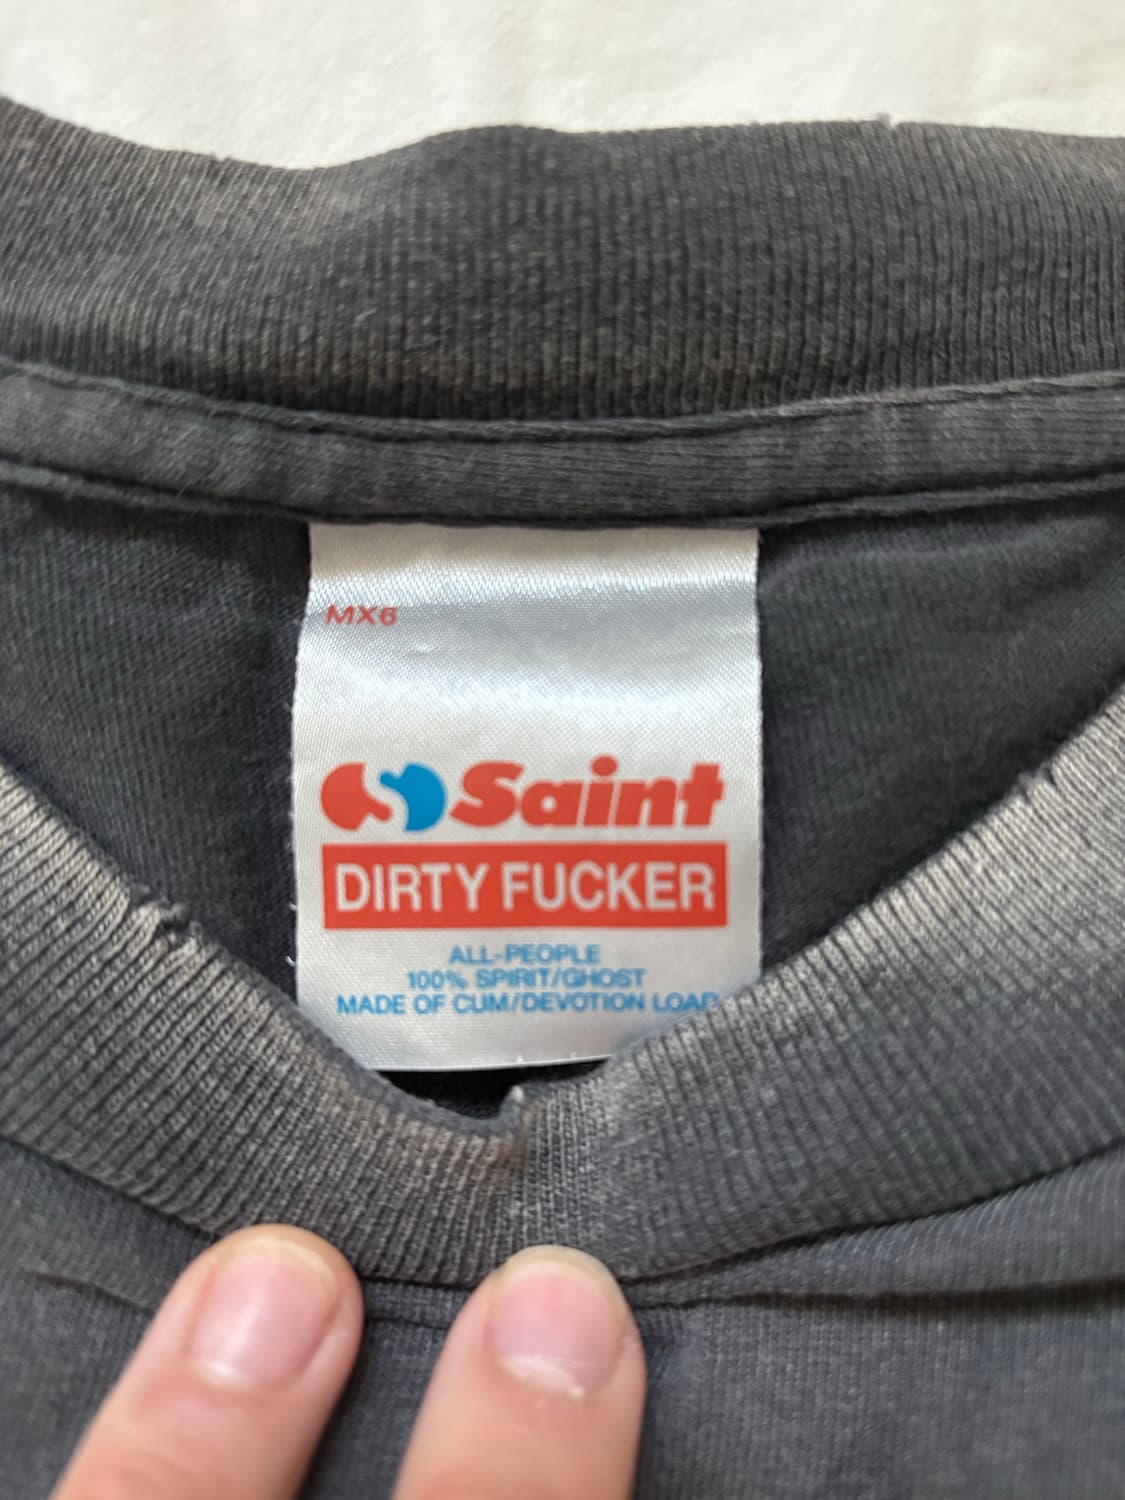 MX6
Saint
DIRTY FUCKER
ALL-PEOPLE
100% SPIRIT/GHOST
MADE OF CUM/DEVOTION